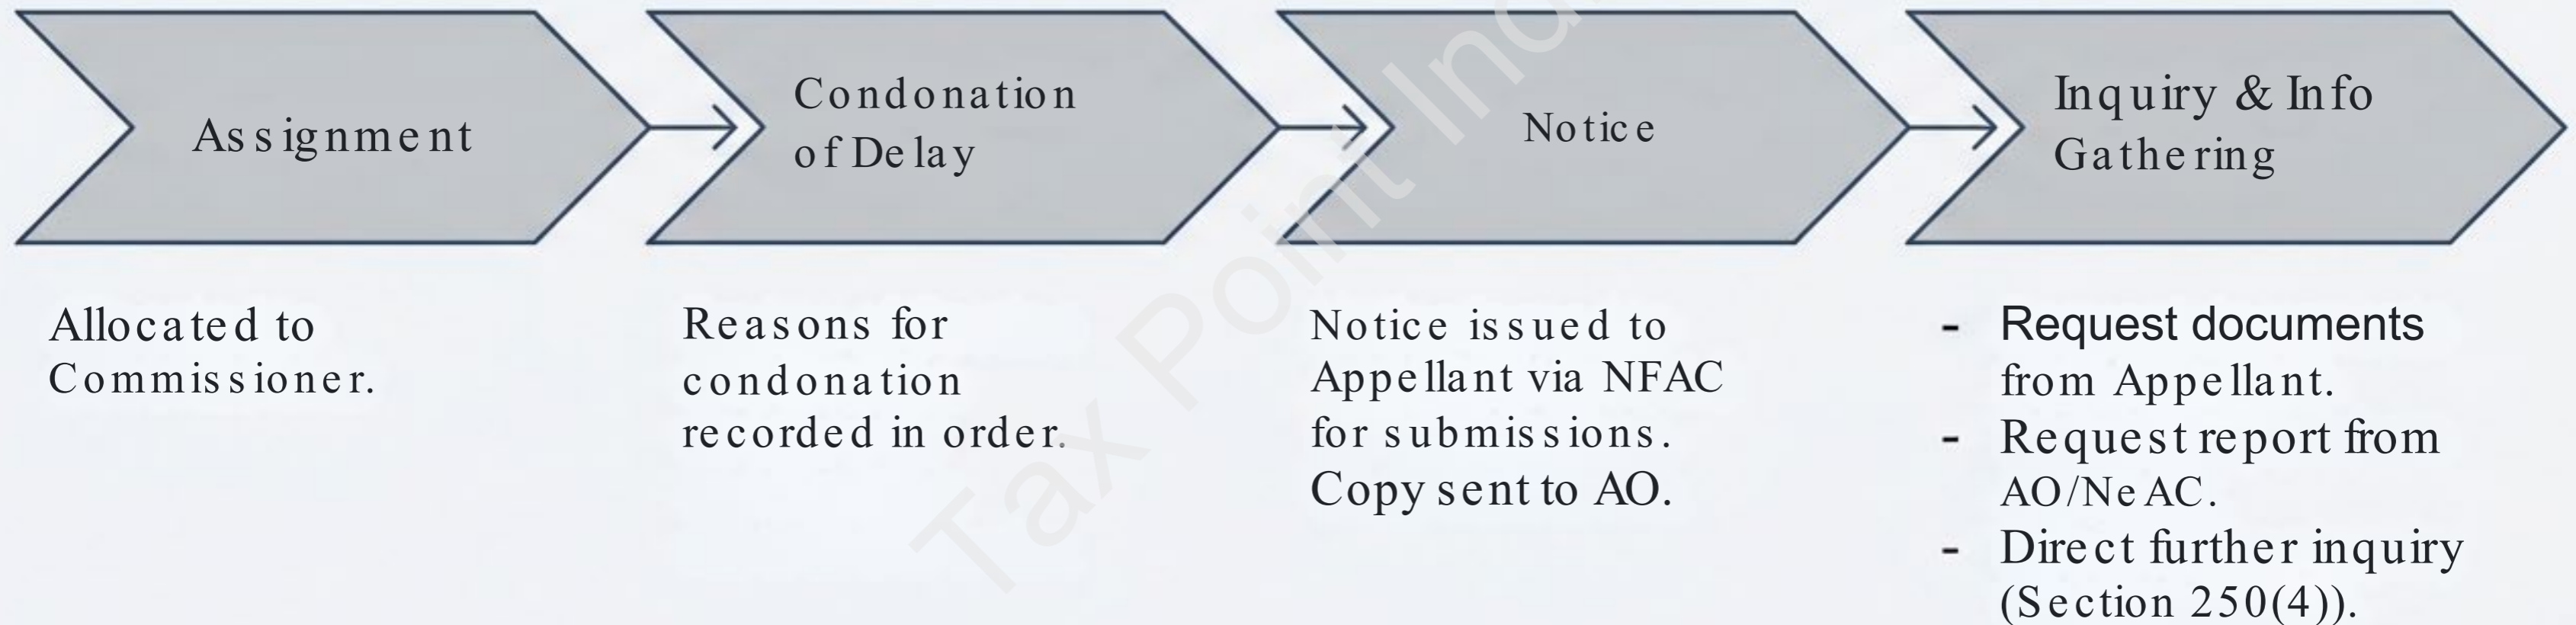 Assignment
Condonation
of Delay
Notice
Inquiry & Info
Gathering
Allocated to
Commissioner.
Reasons for
condonation
recorded in order.
Notice issued to
Appellant via NFAC
for submissions.
Copy sent to AO.
- Request documents
from Appellant.
- Request report from
AO/NeAC.
- Direct further inquiry
(Section 250(4)).
Tax Point Ind